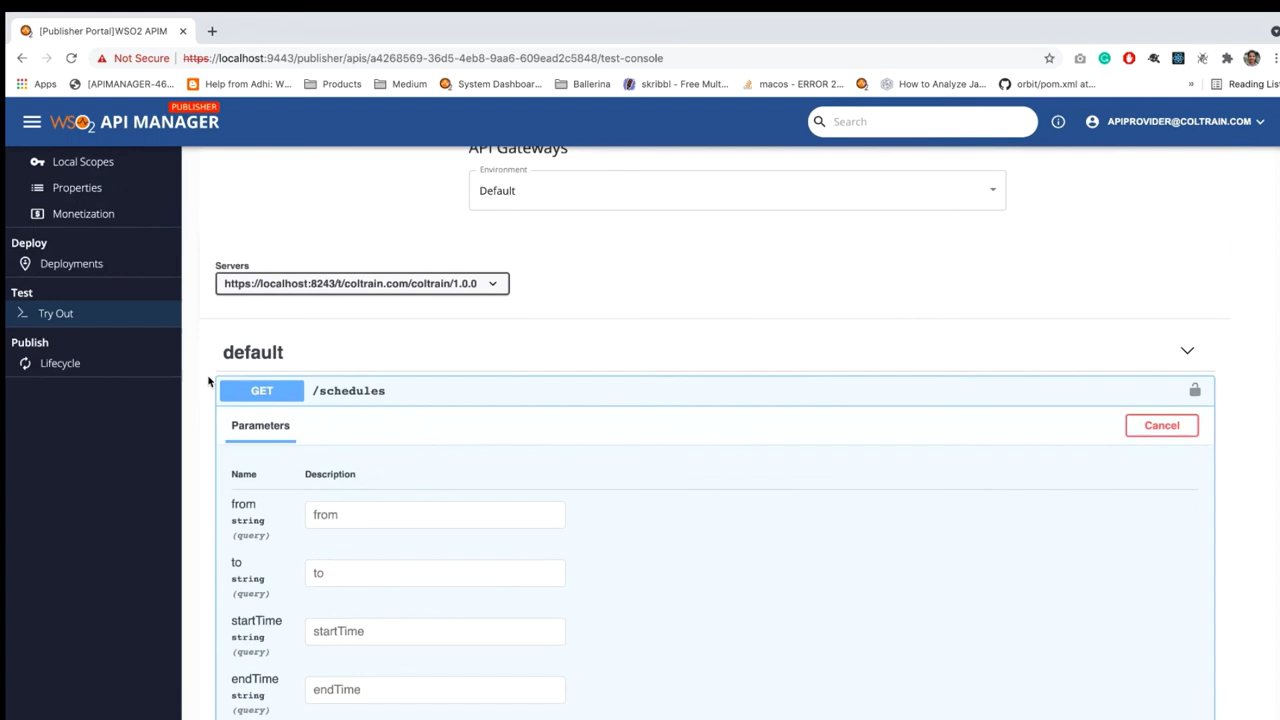 [Publisher Portal]WSO2 APIM
Not Secure https://localhost:9443/publisher/apis/a4269569-36d5-4eb8-9aa6-609ead2c5848/test-console
Apps [APIMANAGER-46... Help from Adhi: W... Products Medium System Dashboar... Ballerina skribbl - Free Mult... macos - ERROR 2... How to Analyze Ja... orbit/pom.xml at... » Reading List
PUBLISHER
WSO2 API MANAGER Search APIPROVIDER@COLTRAIN.COM
Local Scopes
Properties
Monetization
Deploy
Deployments
Test
Try Out
Publish
Lifecycle
API Gateways
Environment
Default
Servers
https://localhost:8243/t/coltrain.com/coltrain/1.0.0
default
GET /schedules
Parameters Cancel
Name Description
from from
string
(query)
to to
string
(query)
startTime startTime
string
(query)
endTime endTime
string
(query)